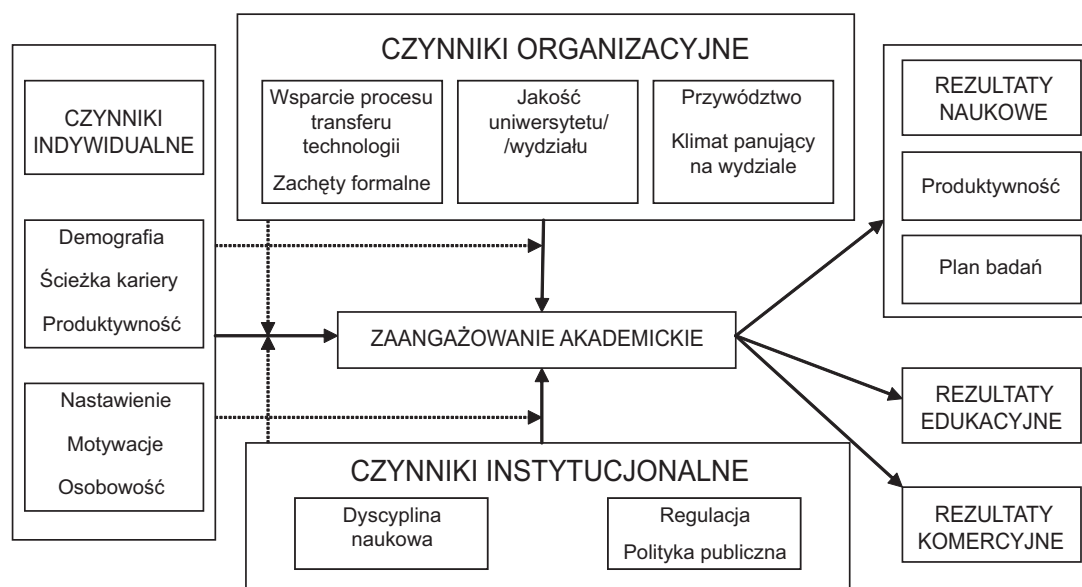 CZYNNIKI
INDYWIDUALNE
Demografia
Ścieżka kariery
Produktywność
Nastawienie
Motywacje
Osobowość
CZYNNIKI ORGANIZACYJNE
Wsparcie procesu
transferu
technologii
Zachęty formalne
Jakość
uniwersytetu/
/wydziału
Przywództwo
Klimat panujący
na wydziale
ZAANGAŻOWANIE AKADEMICKIE
CZYNNIKI INSTYTUCJONALNE
Dyscyplina
naukowa
Regulacja
Polityka publiczna
REZULTATY
NAUKOWE
Produktywność
Plan badań
REZULTATY
EDUKACYJNE
REZULTATY
KOMERCYJNE